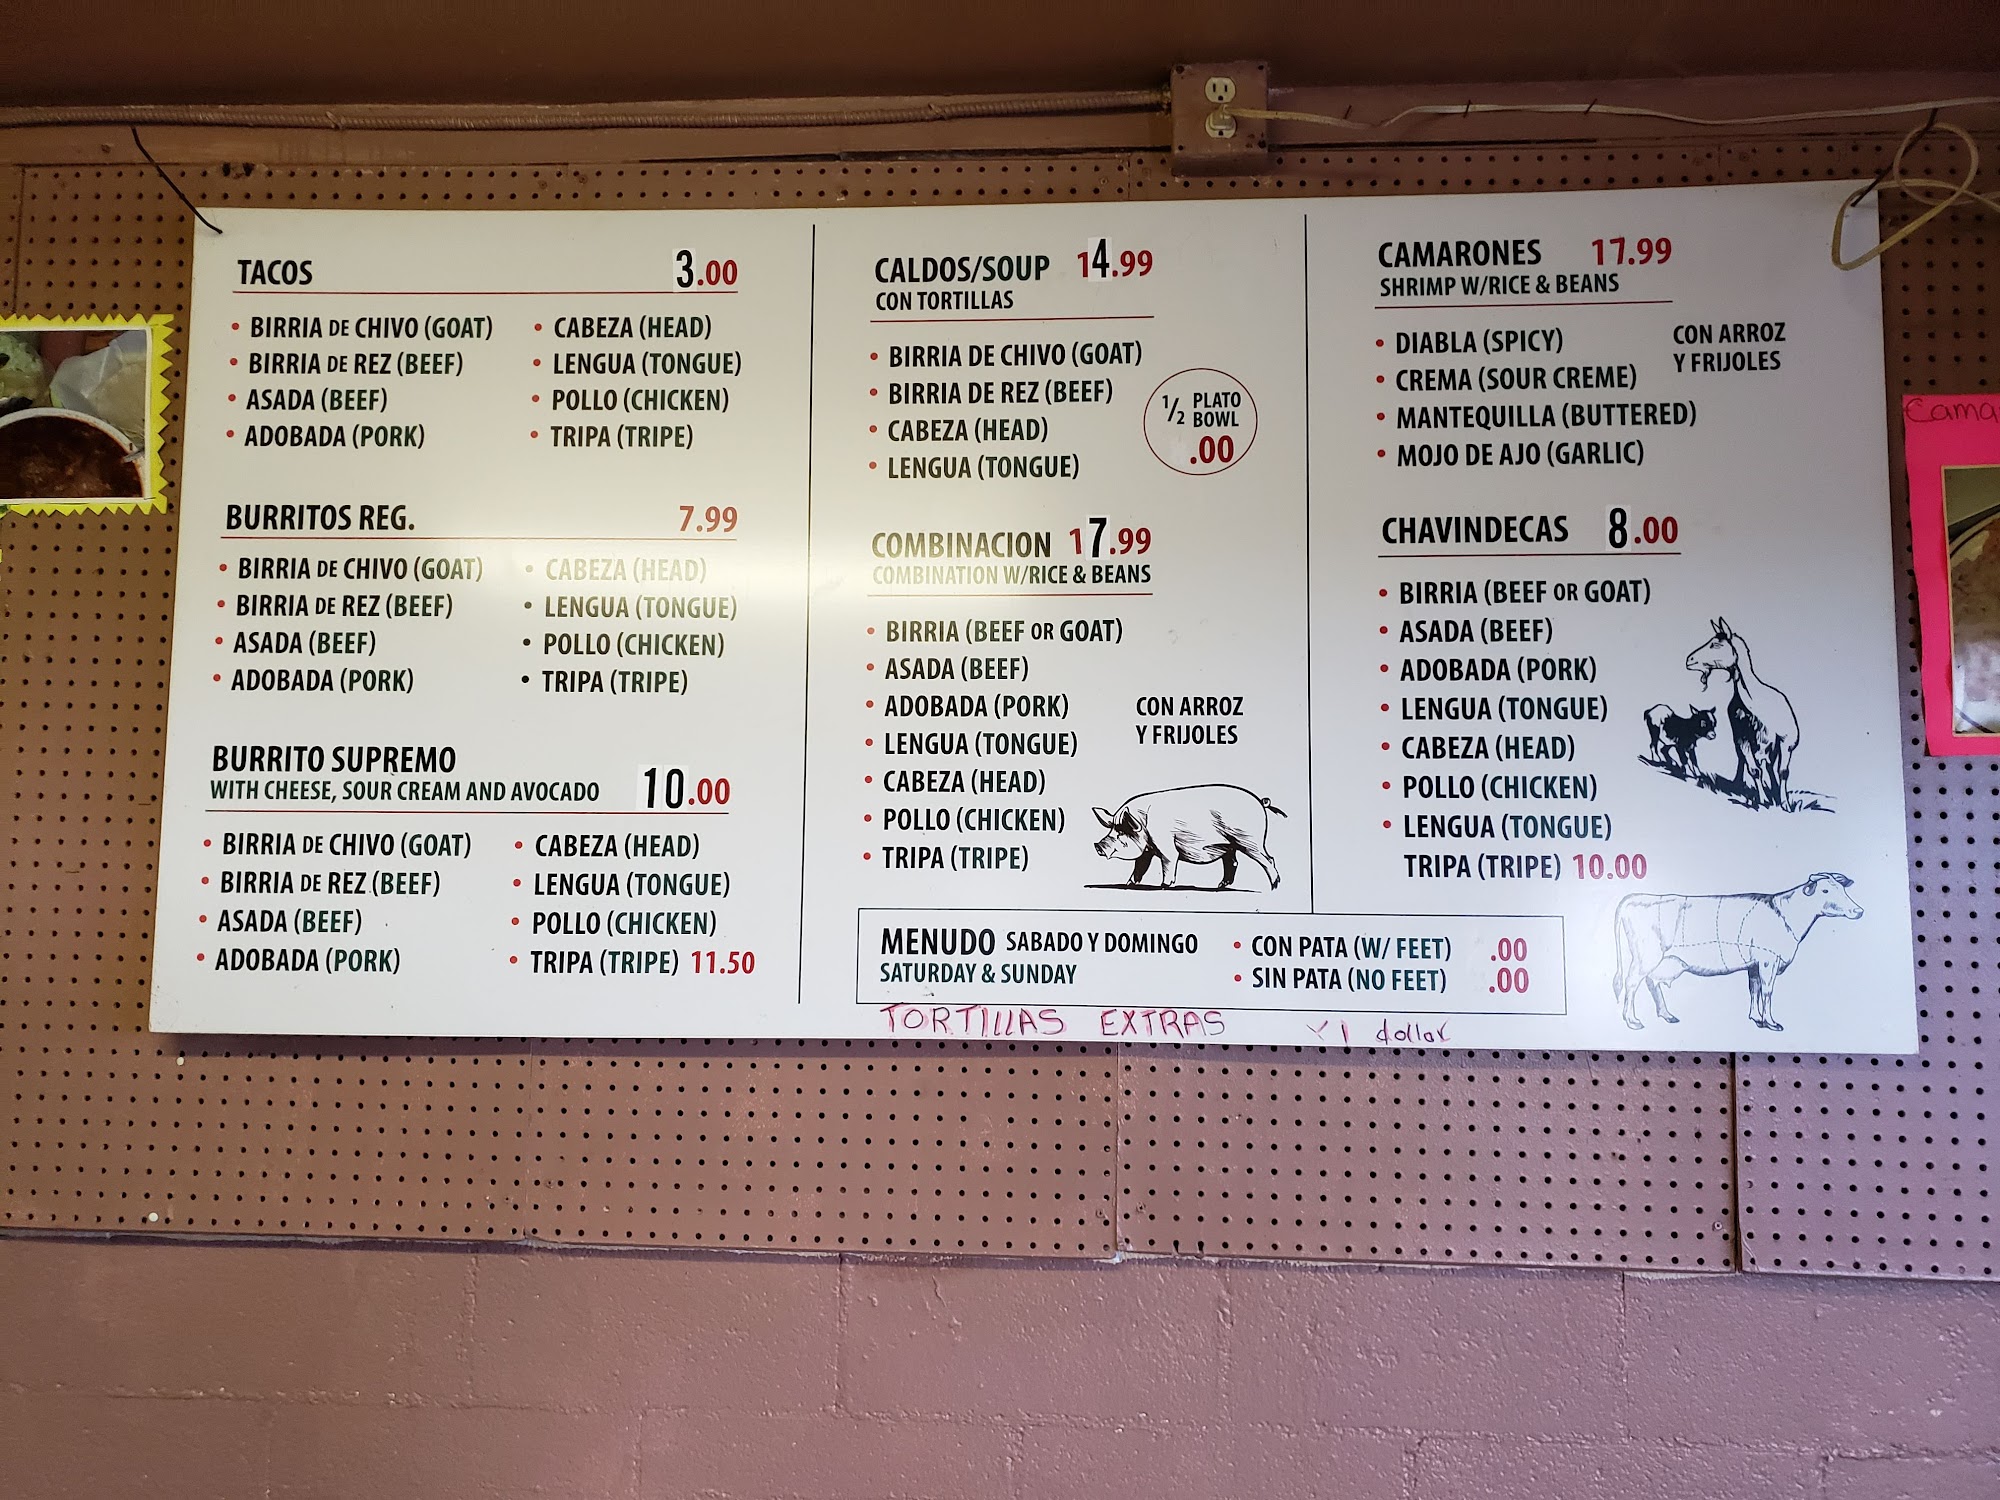 TACOS 3.00
• BIRRIA DE CHIVO (GOAT)
• BIRRIA DE REZ (BEEF)
• ASADA (BEEF)
• ADOBADA (PORK)
• CABEZA (HEAD)
• LENGUA (TONGUE)
• POLLO (CHICKEN)
• TRIPA (TRIPE)
BURRITOS REG. 7.99
• BIRRIA DE CHIVO (GOAT)
• BIRRIA DE REZ (BEEF)
• ASADA (BEEF)
• ADOBADA (PORK)
• CABEZA (HEAD)
• LENGUA (TONGUE)
• POLLO (CHICKEN)
• TRIPA (TRIPE)
BURRITO SUPREMO
WITH CHEESE, SOUR CREAM AND AVOCADO 10.00
• BIRRIA DE CHIVO (GOAT)
• BIRRIA DE REZ (BEEF)
• ASADA (BEEF)
• ADOBADA (PORK)
• CABEZA (HEAD)
• LENGUA (TONGUE)
• POLLO (CHICKEN)
• TRIPA (TRIPE) 11.50
CALDOS/SOUP 14.99
CON TORTILLAS
• BIRRIA DE CHIVO (GOAT)
• BIRRIA DE REZ (BEEF)
• CABEZA (HEAD)
• LENGUA (TONGUE)
1/2 PLATO
BOWL
.00
COMBINACION 17.99
COMBINATION W/RICE & BEANS
• BIRRIA (BEEF OR GOAT)
• ASADA (BEEF)
• ADOBADA (PORK)
• LENGUA (TONGUE)
• CABEZA (HEAD)
• POLLO (CHICKEN)
• TRIPA (TRIPE)
CON ARROZ
Y FRIJOLES
CAMARONES 17.99
SHRIMP W/RICE & BEANS
• DIABLA (SPICY)
• CREMA (SOUR CREME)
• MANTEQUILLA (BUTTERED)
• MOJO DE AJO (GARLIC)
CON ARROZ
Y FRIJOLES
CHAVINDECAS 8.00
• BIRRIA (BEEF OR GOAT)
• ASADA (BEEF)
• ADOBADA (PORK)
• LENGUA (TONGUE)
• CABEZA (HEAD)
• POLLO (CHICKEN)
• LENGUA (TONGUE)
TRIPA (TRIPE) 10.00
MENUDO SABADO Y DOMINGO
SATURDAY & SUNDAY
• CON PATA (W/ FEET) .00
• SIN PATA (NO FEET) .00
TORTILLAS EXTRAS 1 dollar